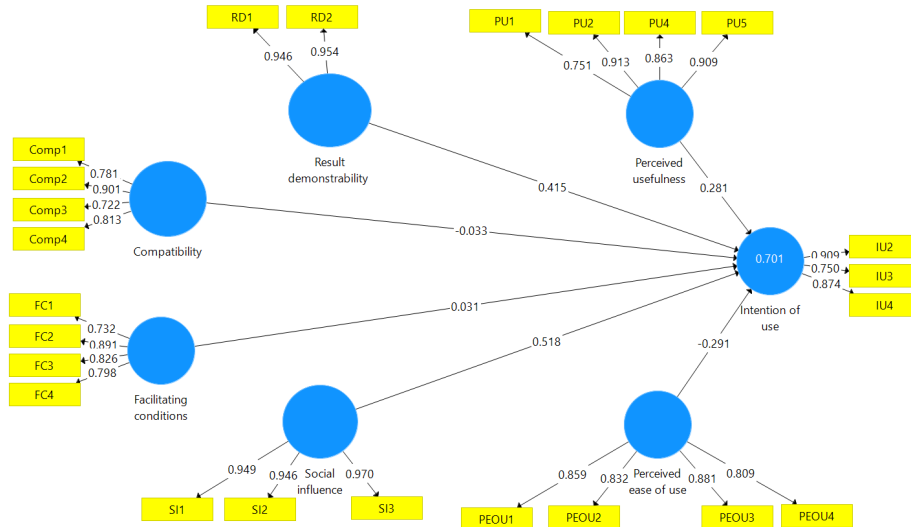 RD1
RD2
0.946
0.954
Result
demonstrability
PU1
PU2
PU4
PU5
0.751
0.913
0.863
0.909
Perceived
usefulness
Comp1
Comp2
Comp3
Comp4
0.781
0.901
0.722
0.813
Compatibility
0.415
0.281
-0.033
0.701
Intention of
use
0.909
0.750
0.874
IU2
IU3
IU4
FC1
FC2
FC3
FC4
0.732
0.891
0.826
0.798
Facilitating
conditions
0.031
0.518
-0.291
Social
influence
0.949
0.946
0.970
SI1
SI2
SI3
Perceived
ease of use
0.859
0.832
0.881
0.809
PEOU1
PEOU2
PEOU3
PEOU4